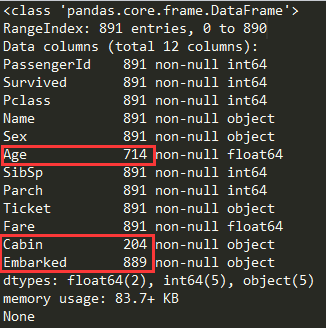 <class 'pandas.core.frame.DataFrame'>
RangeIndex: 891 entries, 0 to 890
Data columns (total 12 columns):
PassengerId    891 non-null int64
Survived       891 non-null int64
Pclass         891 non-null int64
Name           891 non-null object
Sex            891 non-null object
Age            714 non-null float64
SibSp          891 non-null int64
Parch          891 non-null int64
Ticket         891 non-null object
Fare           891 non-null float64
Cabin          204 non-null object
Embarked       889 non-null object
dtypes: float64(2), int64(5), object(5)
memory usage: 83.7+ KB
None